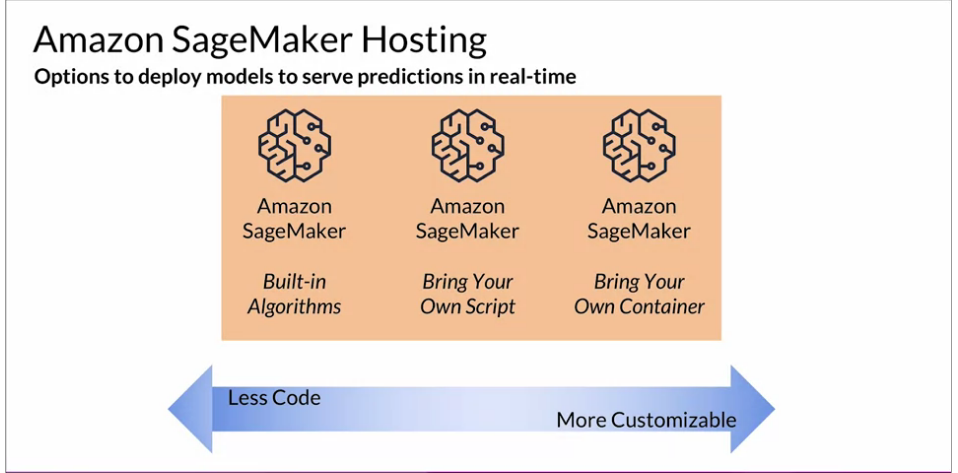 Amazon SageMaker Hosting
Options to deploy models to serve predictions in real-time
Amazon
SageMaker
Built-in
Algorithms
Amazon
SageMaker
Bring Your
Own Script
Amazon
SageMaker
Bring Your
Own Container
Less Code
More Customizable